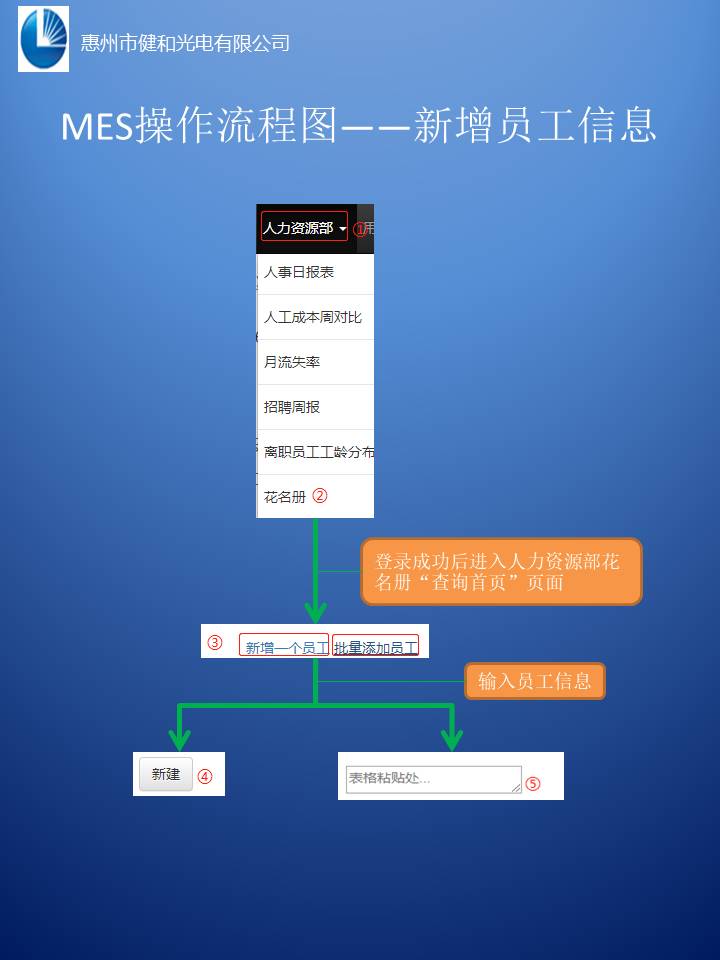 惠州市健和光电有限公司
MES操作流程图——新增员工信息
人力资源部 ① 用
人事日报表
人工成本周对比
月流失率
招聘周报
离职员工工龄分布
花名册 ②
登录成功后进入人力资源部花
名册“查询首页”页面
③ 新增一个员工 批量添加员工
输入员工信息
新建 ④
表格粘贴处... ⑤